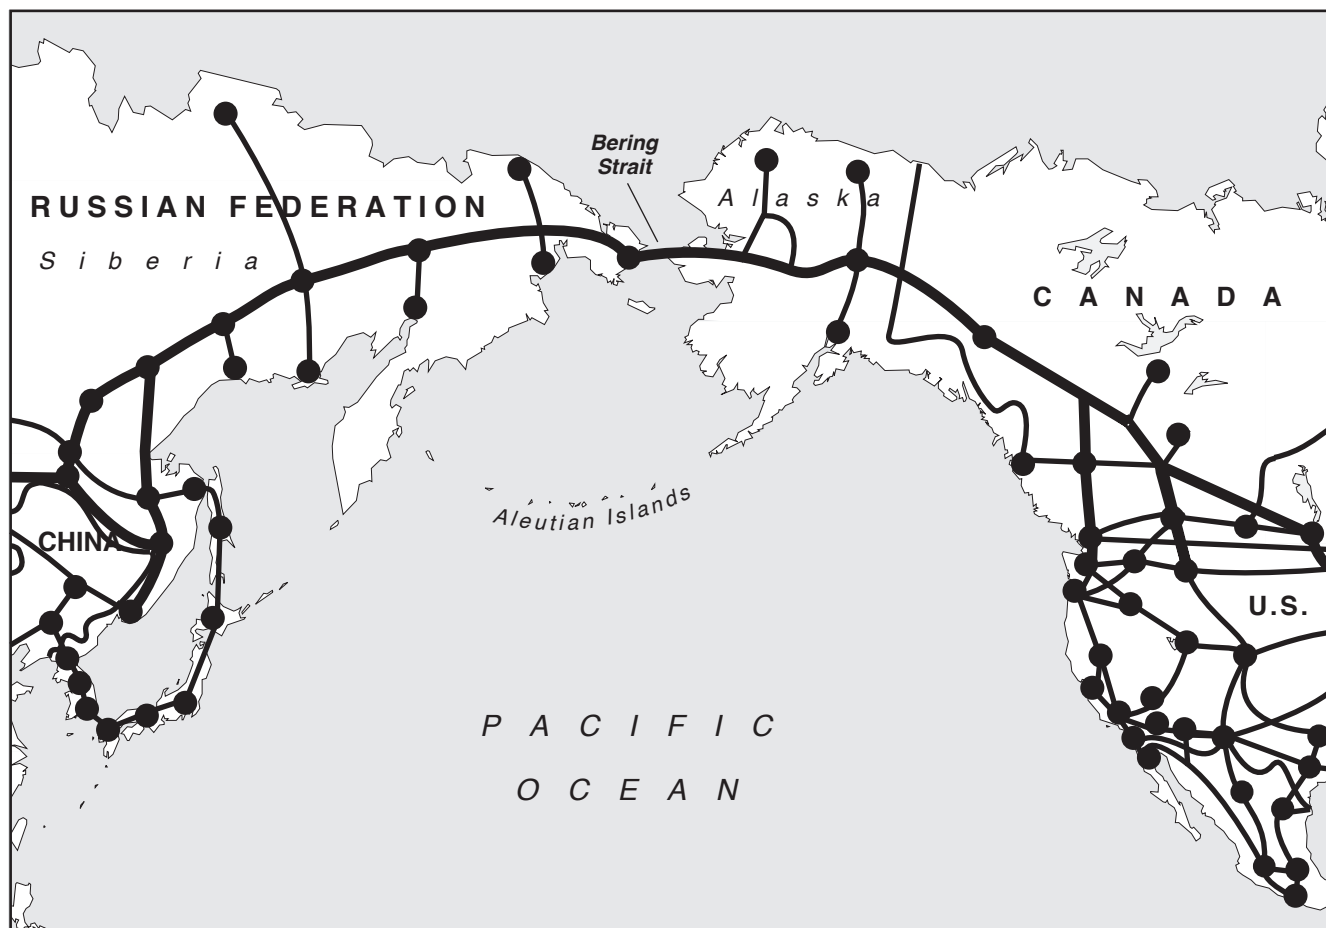 Bering
Strait
Alaska
RUSSIAN FEDERATION
Siberia
CANADA
Aleutian Islands
CHINA
U.S.
PACIFIC
OCEAN